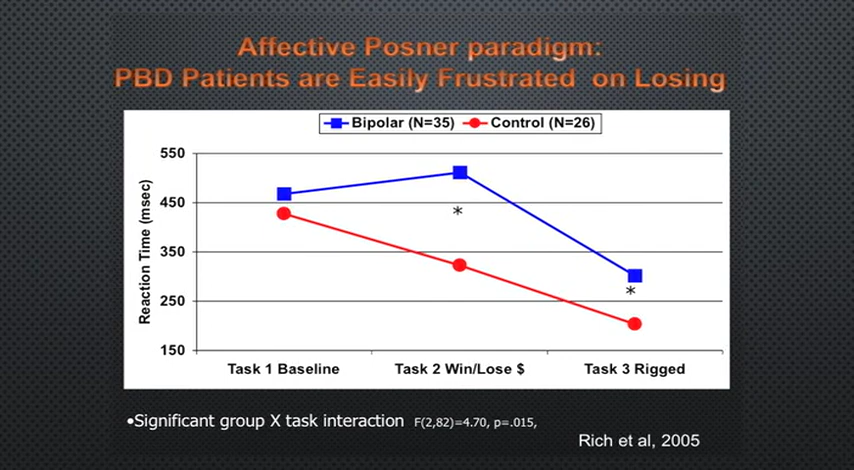 Affective Posner paradigm:
PBD Patients are Easily Frustrated on Losing
Bipolar (N=35) Control (N=26)
550
450
350
250
150
Reaction Time (msec)
*
*
Task 1 Baseline Task 2 Win/Lose $ Task 3 Rigged
•Significant group X task interaction F(2,82)=4.70, p=.015,
Rich et al, 2005